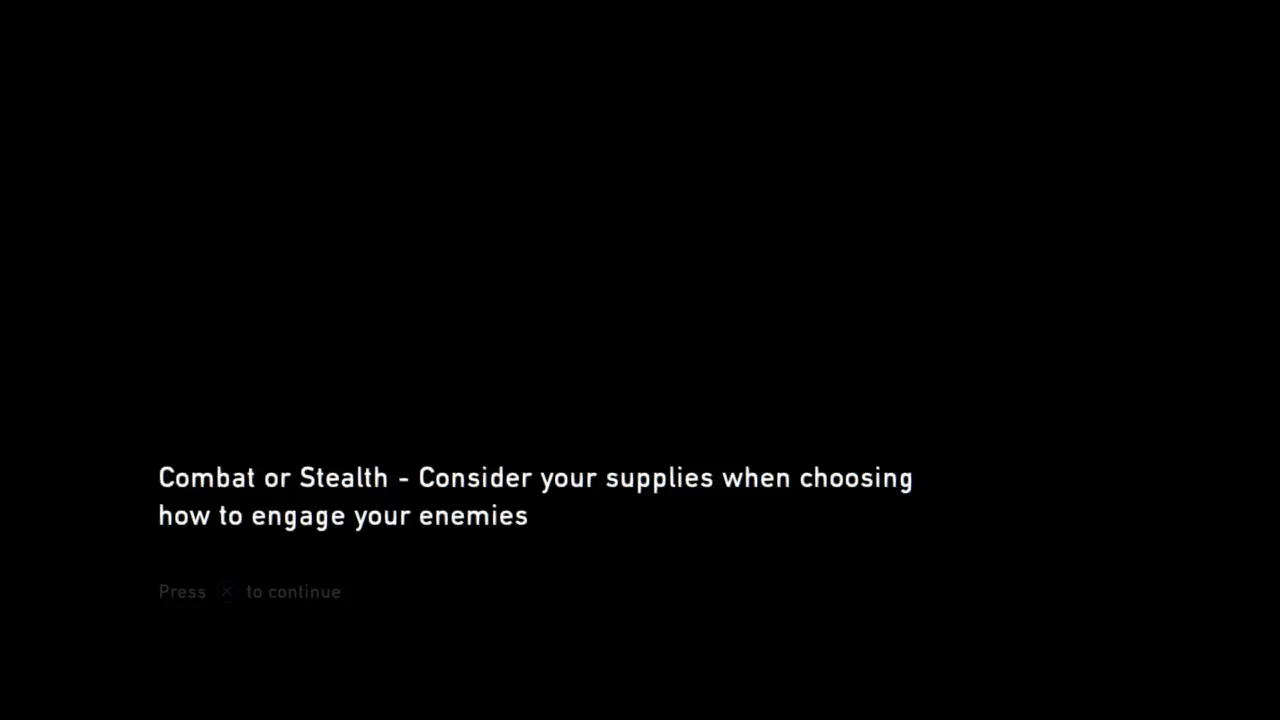 Combat or Stealth - Consider your supplies when choosing
how to engage your enemies
Press ⓧ to continue